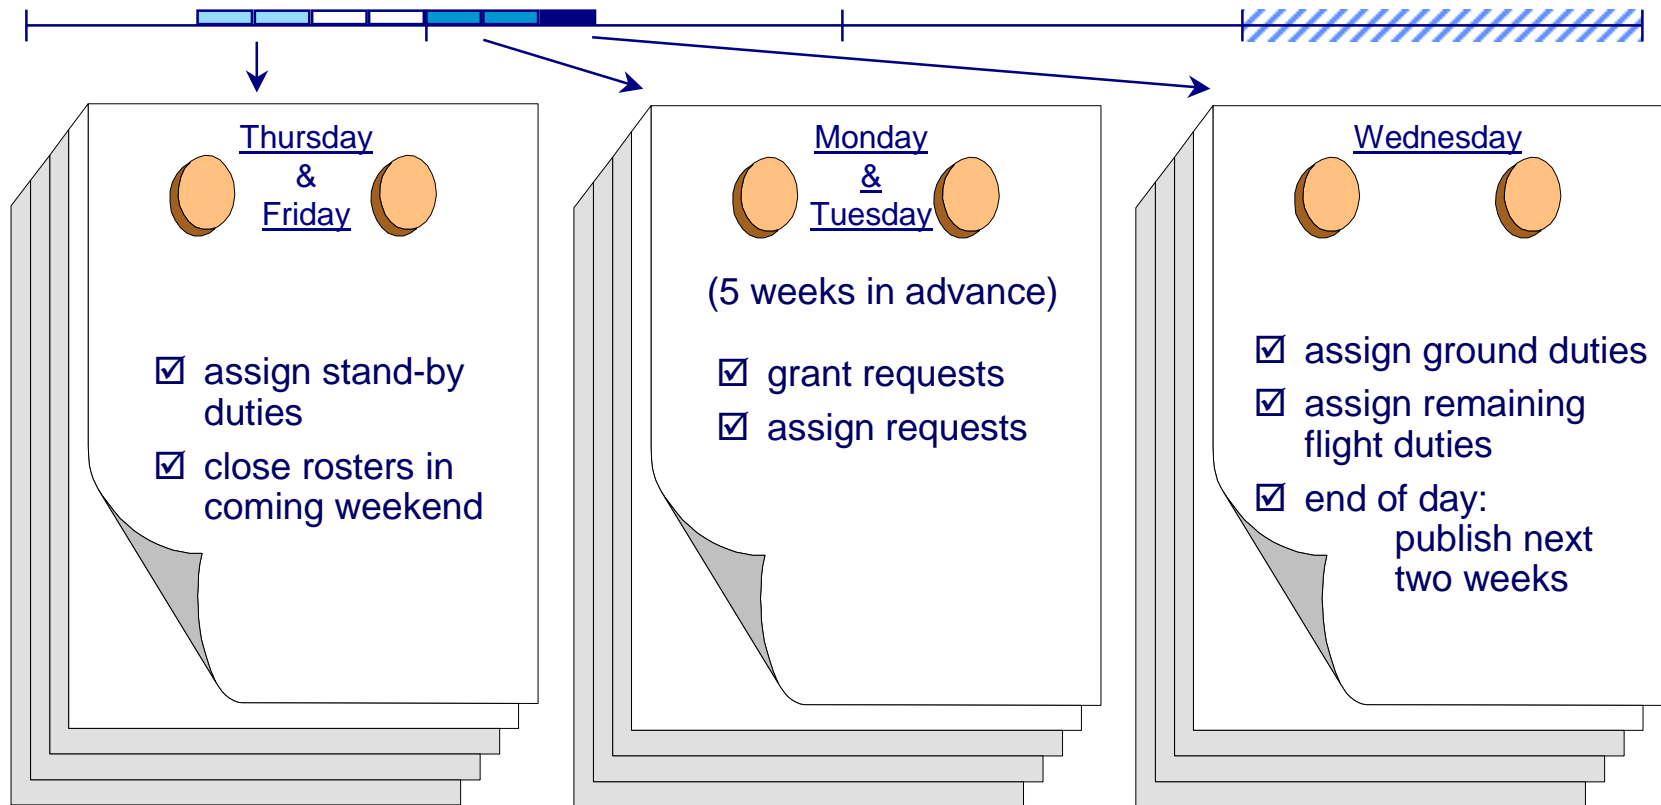 Thursday
&
Friday
assign stand-by
duties
close rosters in
coming weekend
Monday
&
Tuesday
(5 weeks in advance)
grant requests
assign requests
Wednesday
assign ground duties
assign remaining
flight duties
end of day:
publish next
two weeks